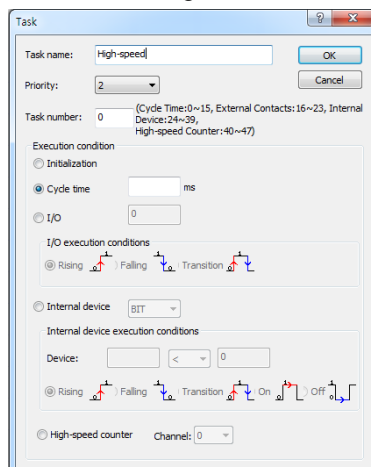 Task
Task name: High-speed OK
Priority: 2 Cancel
Task number: 0 (Cycle Time:0~15, External Contacts:16~23, Internal
Device:24~39,
High-speed Counter:40~47)
Execution condition
Initialization
Cycle time ms
I/O 0
I/O execution conditions
Rising Falling Transition
Internal device BIT
Internal device execution conditions
Device: < 0
Rising Falling Transition On Off
High-speed counter Channel: 0